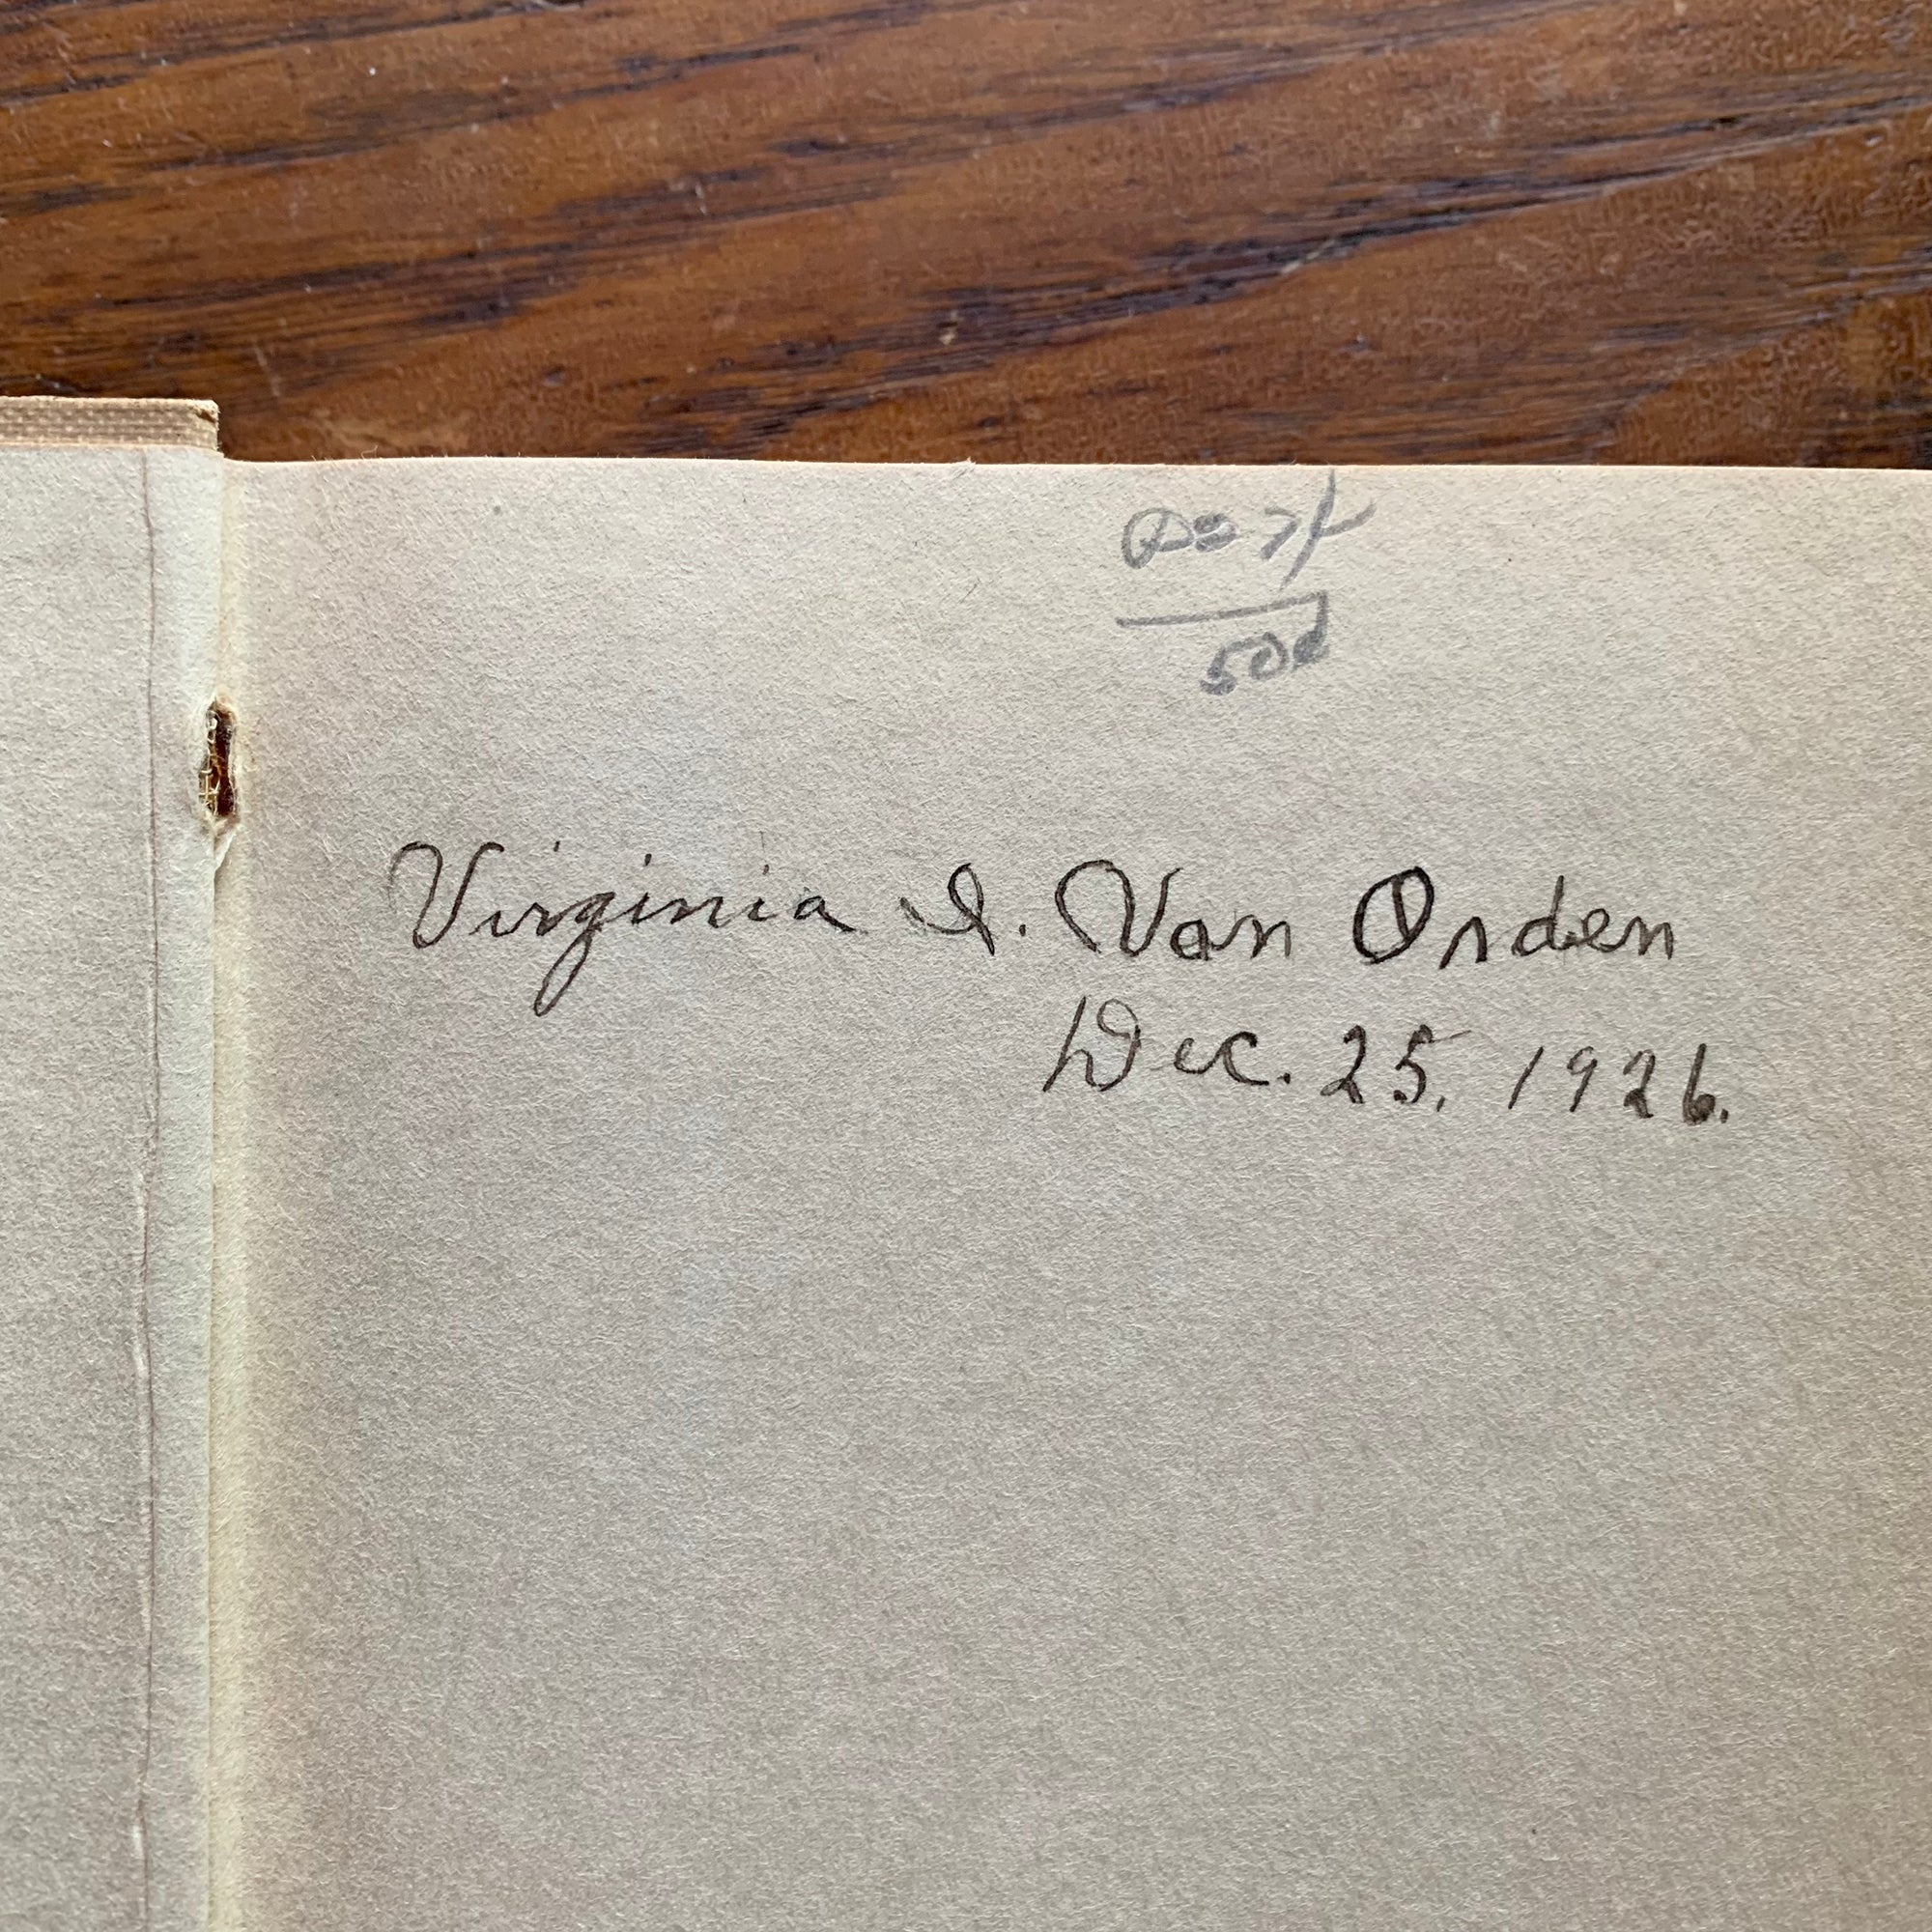 50¢
Virginia I. Van Orden
Dec. 25, 1926.